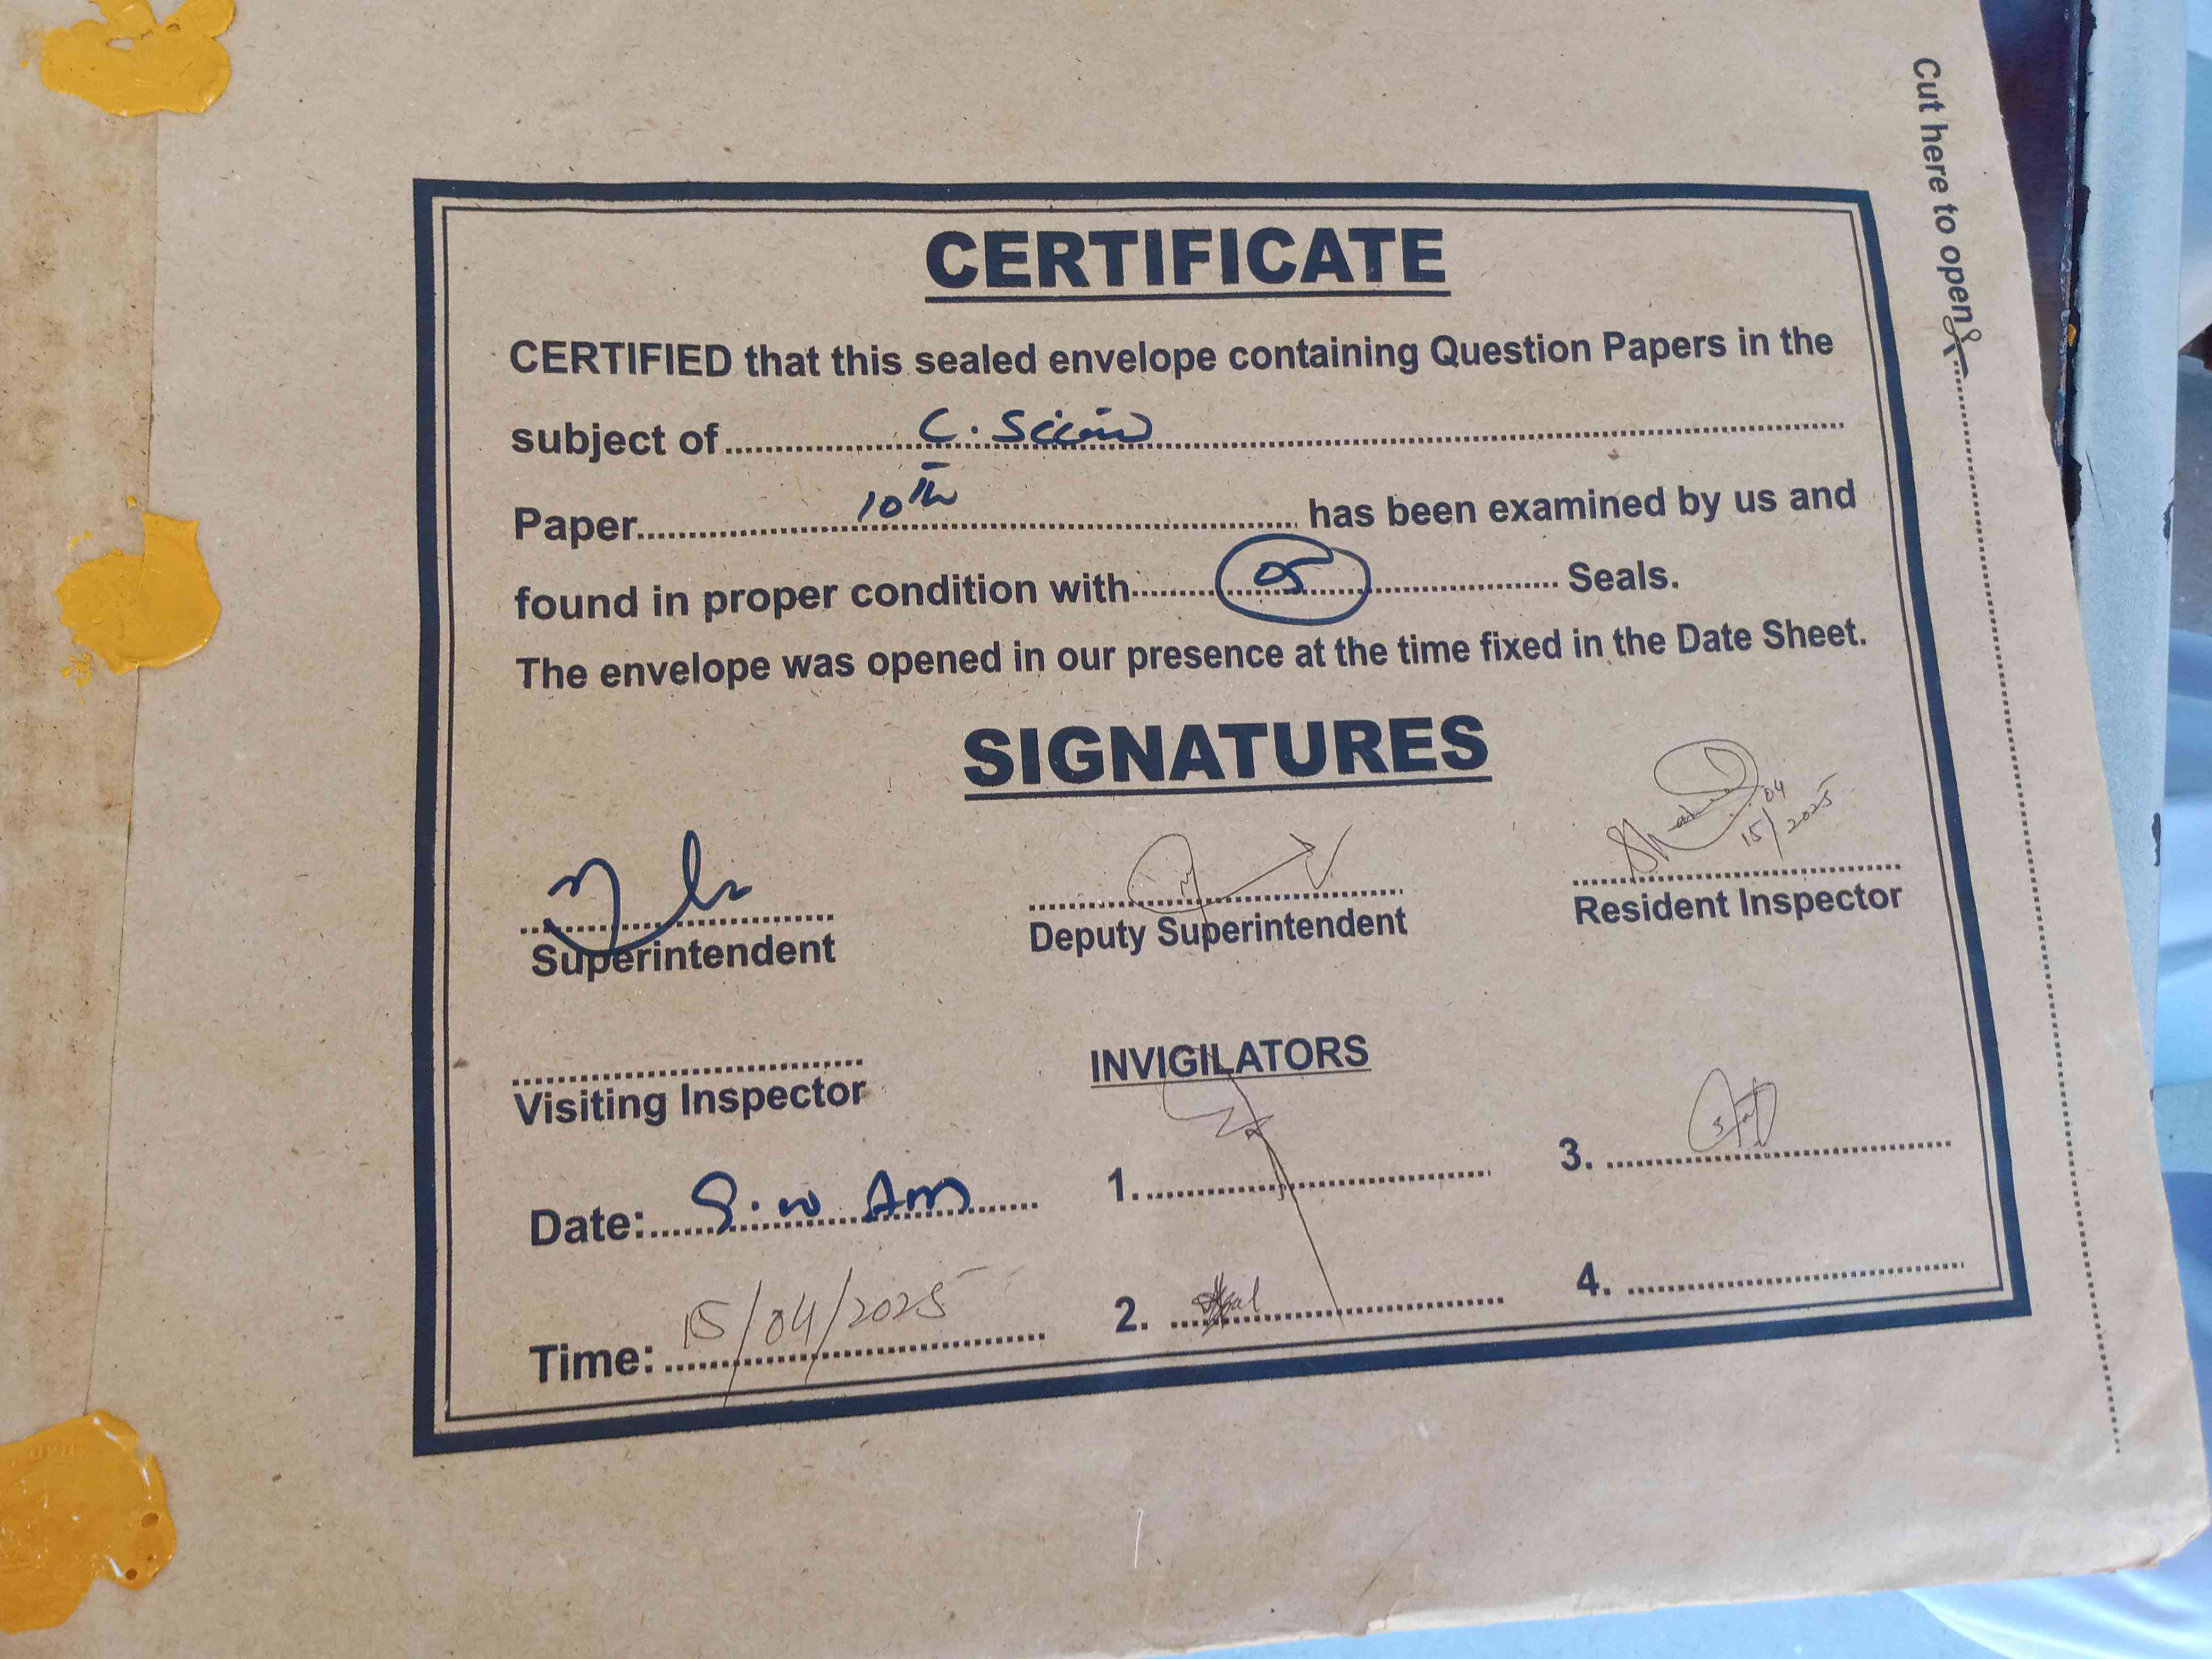 Cut here to open
CERTIFICATE
CERTIFIED that this sealed envelope containing Question Papers in the
subject of C. Scien
Paper 10th has been examined by us and
found in proper condition with 05 Seals.
The envelope was opened in our presence at the time fixed in the Date Sheet.
SIGNATURES
15/04/2025
Superintendent Deputy Superintendent Resident Inspector
Visiting Inspector INVIGILATORS
Date: Am 1. 3.
Time: 15/04/2025 2. 4.